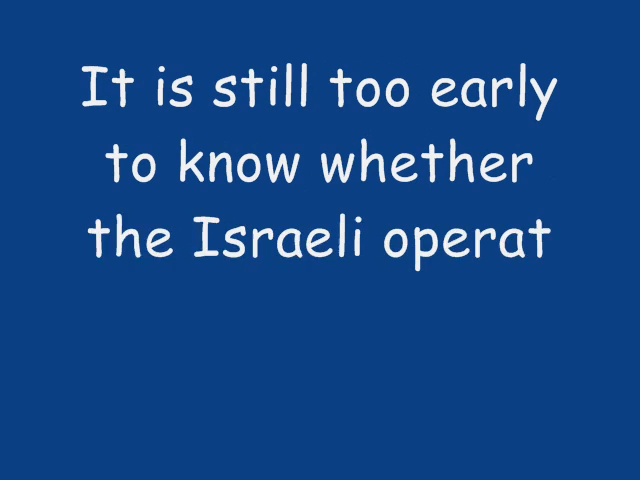 It is still too early
to know whether
the Israeli operat